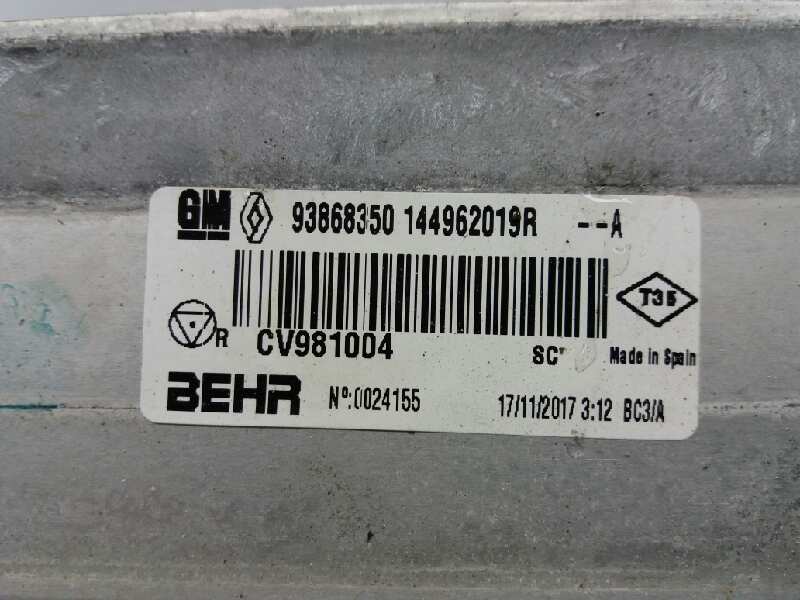 GM 93868350 144962019R --A
T35
R CV981004 SC Made in Spain
BEHR Nº:0024155 17/11/2017 3:12 BC3/A